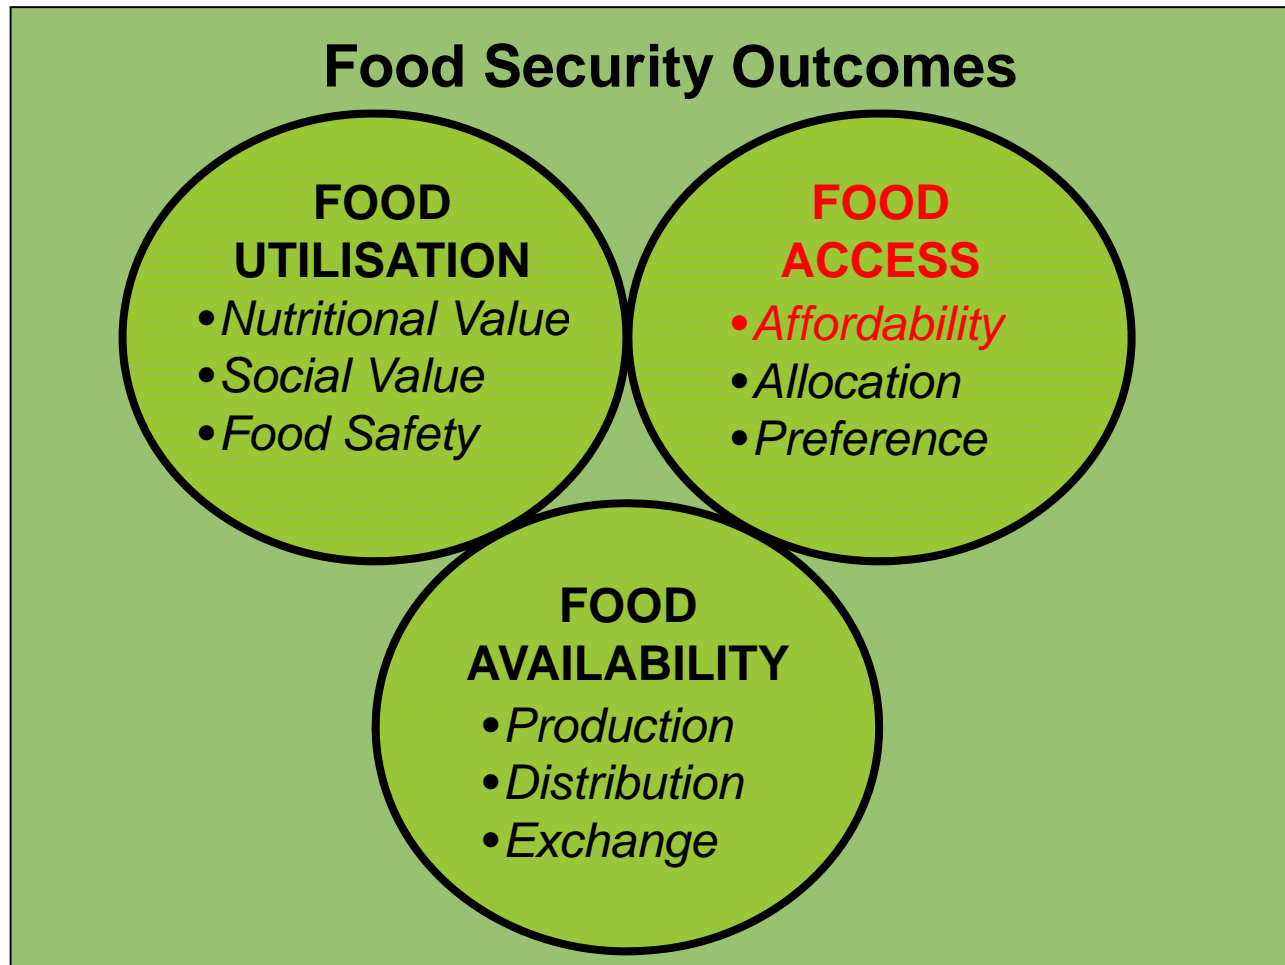 Food Security Outcomes
FOOD
UTILISATION
•Nutritional Value
•Social Value
•Food Safety
FOOD
ACCESS
•Affordability
•Allocation
•Preference
FOOD
AVAILABILITY
•Production
•Distribution
•Exchange